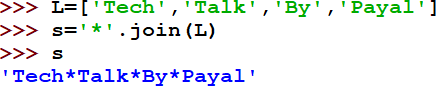 >>> L=['Tech','Talk','By','Payal']
>>> s='*'.join(L)
>>> s
'Tech*Talk*By*Payal'